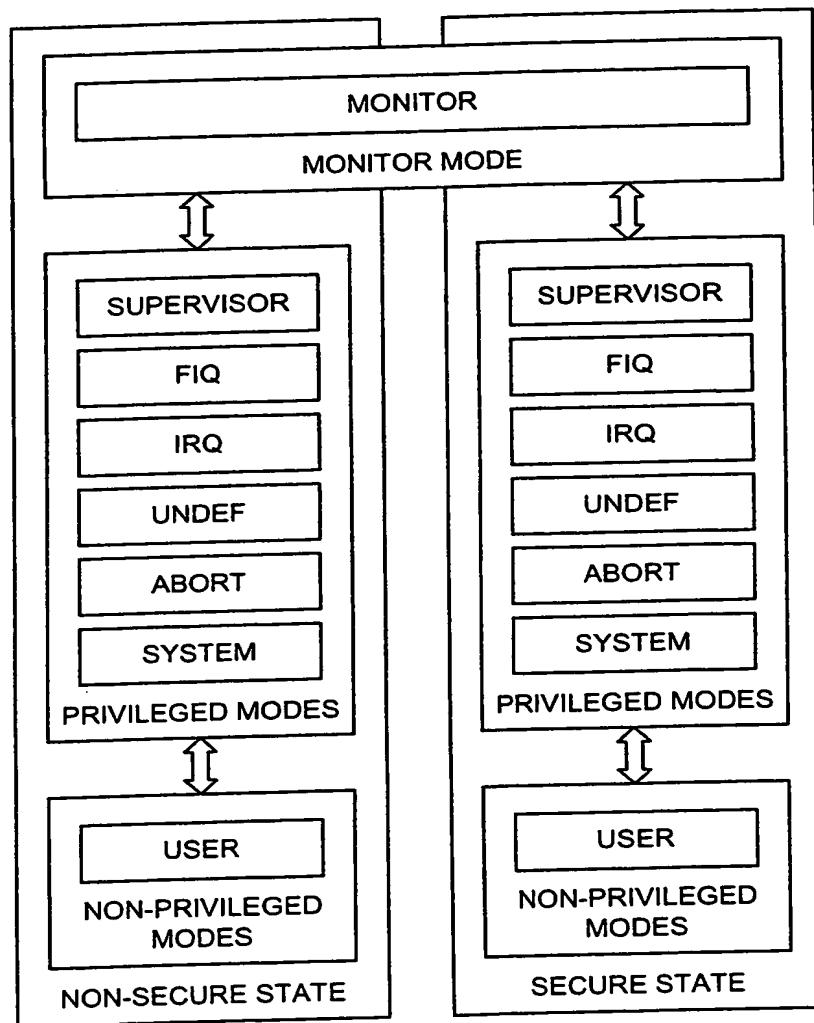 MONITOR
MONITOR MODE
SUPERVISOR
FIQ
IRQ
UNDEF
ABORT
SYSTEM
PRIVILEGED MODES
USER
NON-PRIVILEGED
MODES
NON-SECURE STATE
SUPERVISOR
FIQ
IRQ
UNDEF
ABORT
SYSTEM
PRIVILEGED MODES
USER
NON-PRIVILEGED
MODES
SECURE STATE